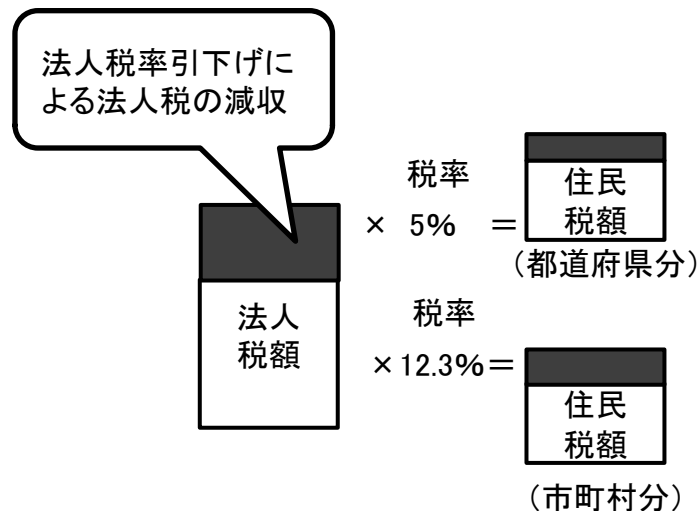 法人税率引下げに
よる法人税の減収
税率
× 5% ＝
住民
税額
（都道府県分）
法人
税額
税率
×12.3%＝
住民
税額
（市町村分）